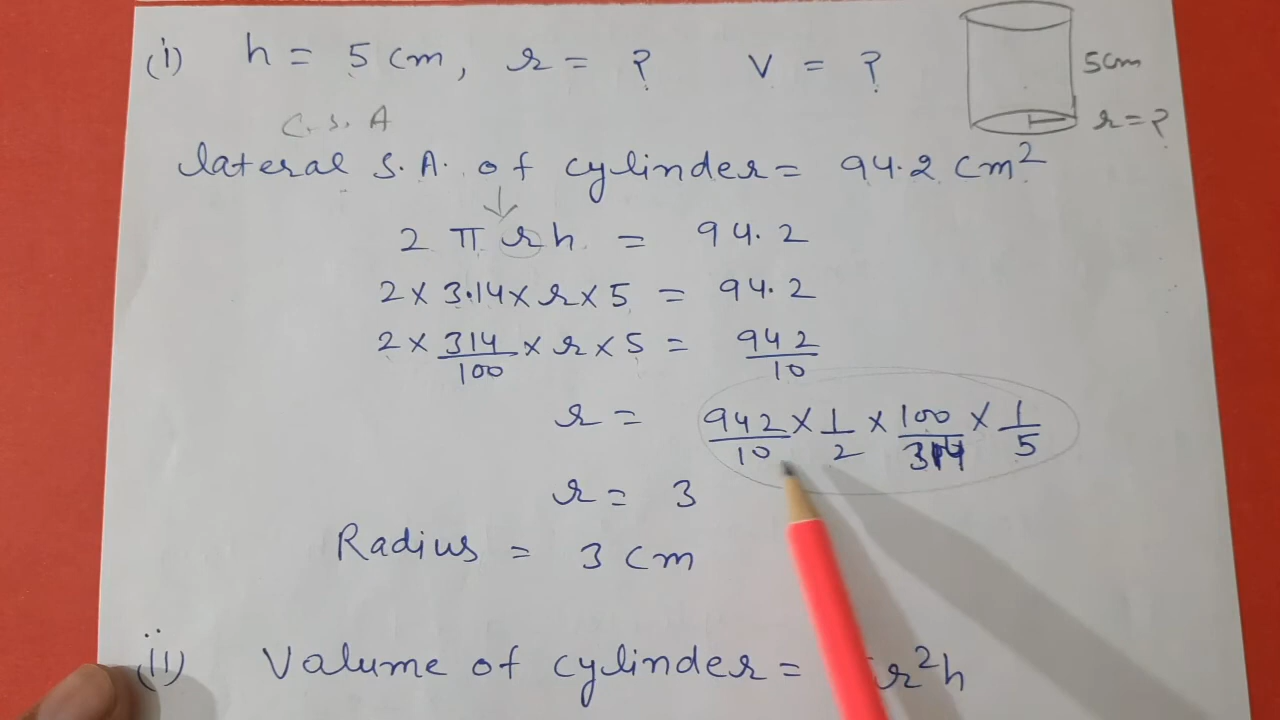 (i) h = 5 cm, r = ? V = ?
5cm
r = ?
C.S.A
lateral S.A. of cylinder = 94.2 cm²
2 π r h = 94.2
2 × 3.14 × r × 5 = 94.2
2 × 314/100 × r × 5 = 942/10
r = 942/10 × 1/2 × 100/314 × 1/5
r = 3
Radius = 3 cm
(ii) Volume of cylinder = r²h